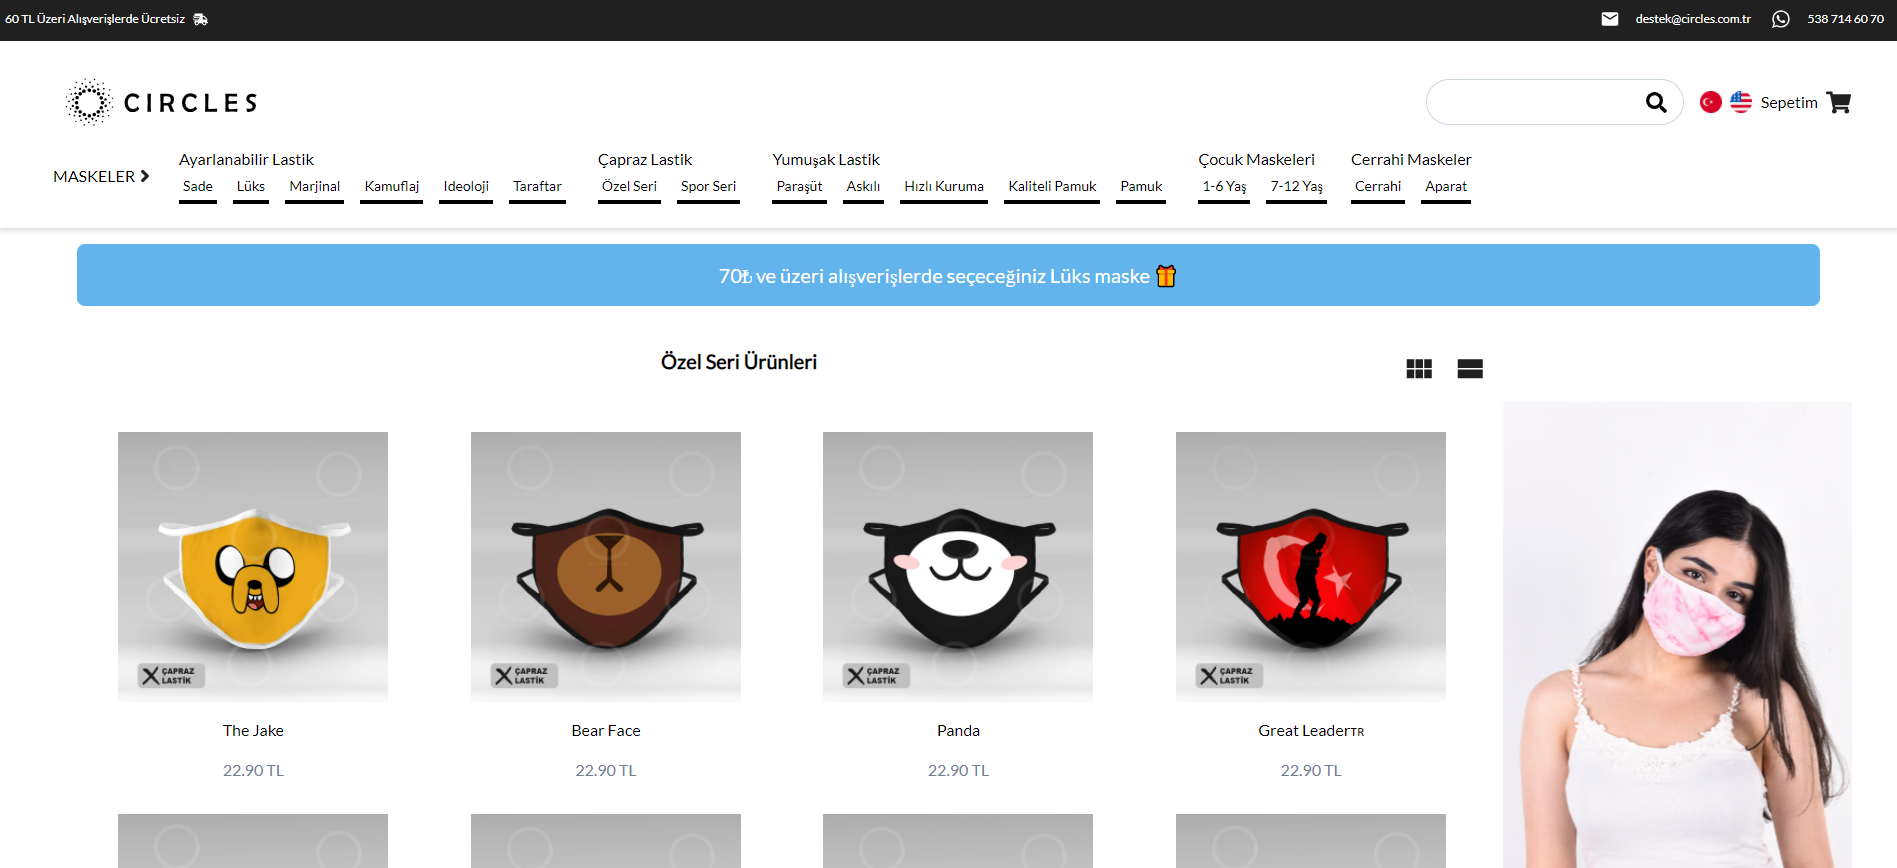 60 TL Üzeri Alışverişlerde Ücretsiz
destek@circles.com.tr
538 714 60 70
CIRCLES
Sepetim
MASKELER
Ayarlanabilir Lastik
Sade Lüks Marjinal Kamuflaj Ideoloji Taraftar
Çapraz Lastik
Özel Seri Spor Seri
Yumuşak Lastik
Paraşüt Askılı Hızlı Kuruma Kaliteli Pamuk Pamuk
Çocuk Maskeleri
1-6 Yaş 7-12 Yaş
Cerrahi Maskeler
Cerrahi Aparat
70₺ ve üzeri alışverişlerde seçeceğiniz Lüks maske
Özel Seri Ürünleri
ÇAPRAZ
LASTİK
The Jake
22.90 TL
ÇAPRAZ
LASTİK
Bear Face
22.90 TL
ÇAPRAZ
LASTİK
Panda
22.90 TL
ÇAPRAZ
LASTİK
Great LeaderTR
22.90 TL